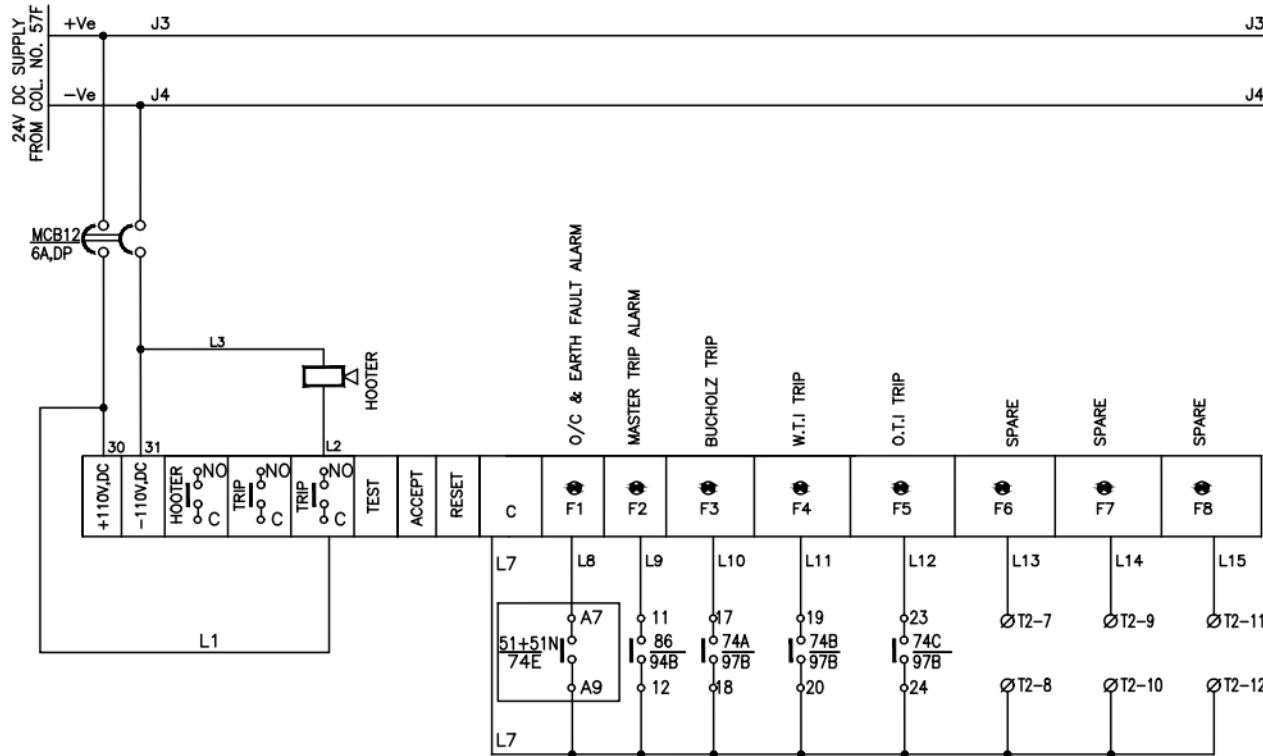 24V DC SUPPLY
FROM COL. NO. 57F
+Ve J3 J3
-Ve J4 J4
MCB12
6A,DP
L3
HOOTER
O/C & EARTH FAULT ALARM
MASTER TRIP ALARM
BUCHOLZ TRIP
W.T.I TRIP
O.T.I TRIP
SPARE
SPARE
SPARE
30 31 L2
+110V,DC
-110V,DC
HOOTER NO C
TRIP NO C
TRIP NO C
TEST
ACCEPT
RESET
C
F1 F2 F3 F4 F5 F6 F7 F8
L7 L8 L9 L10 L11 L12 L13 L14 L15
A7 11 17 19 23 T2-7 T2-9 T2-11
L1
51+51N 86 74A 74B 74C
74E 94B 97B 97B 97B
A9 12 18 20 24 T2-8 T2-10 T2-12
L7